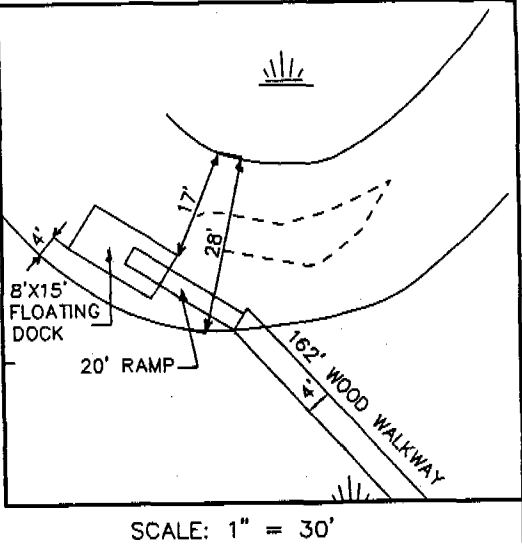 17'
28'
4'
8'X15'
FLOATING
DOCK
20' RAMP
162' WOOD WALKWAY
4'
SCALE: 1" = 30'